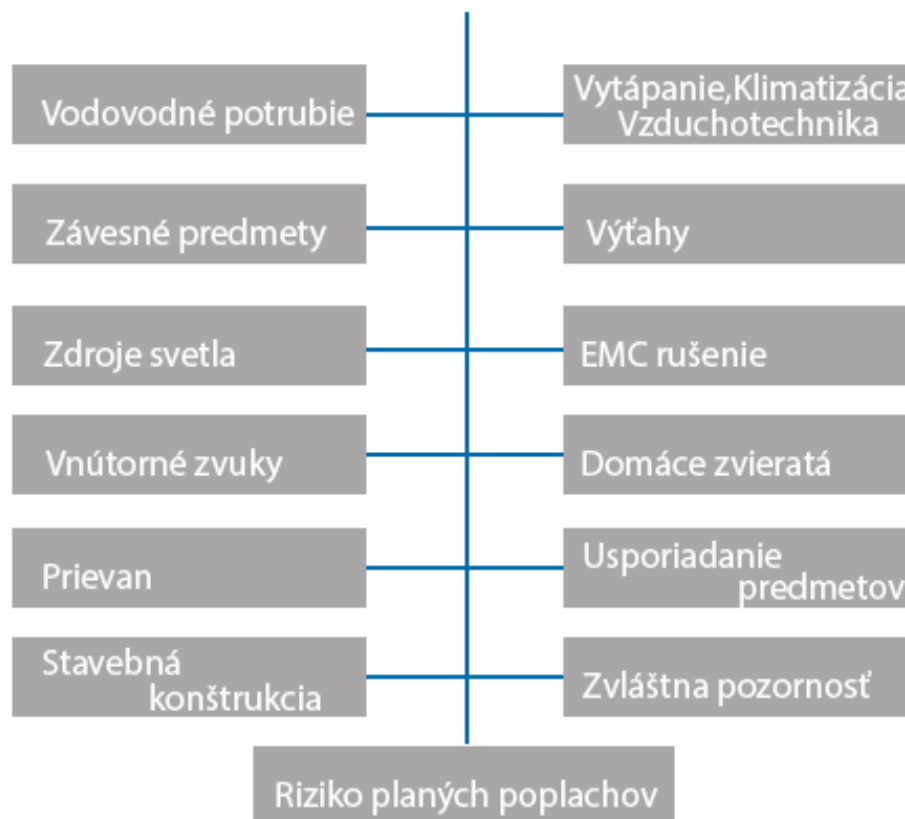 Vodovodné potrubie
Vytápanie,Klimatizácia
Vzduchotechnika
Závesné predmety
Výťahy
Zdroje svetla
EMC rušenie
Vnútorné zvuky
Domáce zvieratá
Prievan
Usporiadanie
predmetov
Stavebná
konštrukcia
Zvláštna pozornosť
Riziko planých poplachov